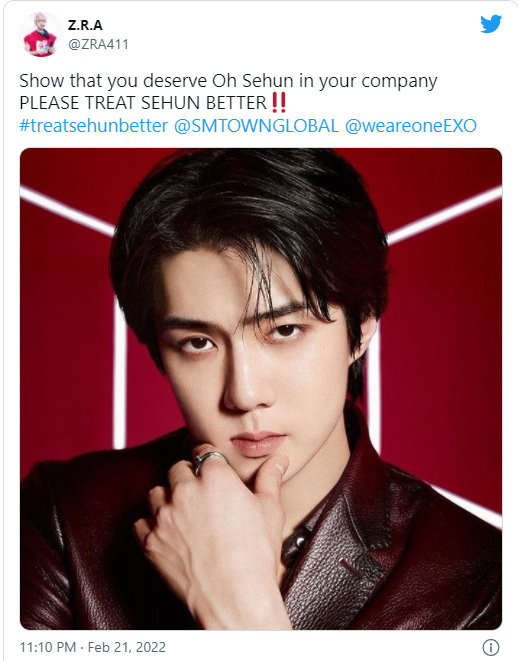 Z.R.A
@ZRA411
Show that you deserve Oh Sehun in your company
PLEASE TREAT SEHUN BETTER‼️
#treatsehunbetter @SMTOWNGLOBAL @weareoneEXO
11:10 PM · Feb 21, 2022